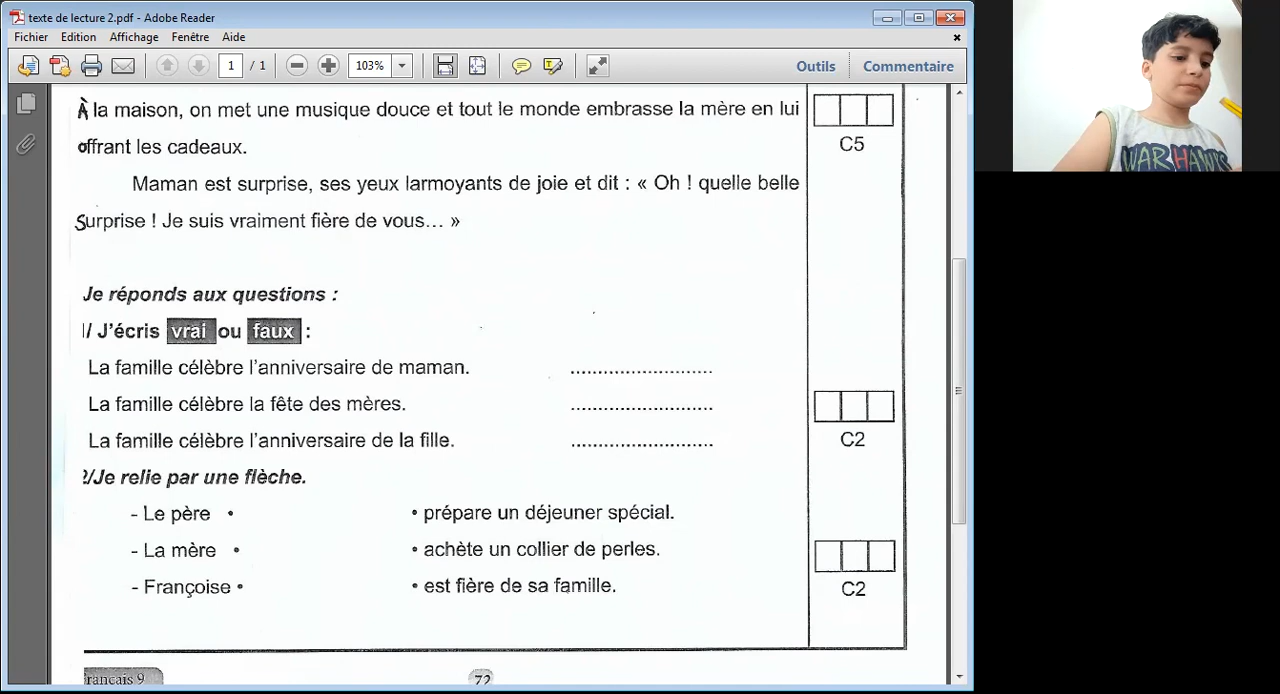 texte de lecture 2.pdf - Adobe Reader
Fichier Edition Affichage Fenêtre Aide
1 / 1 103% Outils Commentaire
À la maison, on met une musique douce et tout le monde embrasse la mère en lui
offrant les cadeaux.
C5
Maman est surprise, ses yeux larmoyants de joie et dit : « Oh ! quelle belle
Surprise ! Je suis vraiment fière de vous... »
Je réponds aux questions :
1/ J'écris vrai ou faux :
La famille célèbre l'anniversaire de maman. ..........................
La famille célèbre la fête des mères. ..........................
La famille célèbre l'anniversaire de la fille. ..........................
C2
2/Je relie par une flèche.
- Le père • • prépare un déjeuner spécial.
- La mère • • achète un collier de perles.
- Françoise • • est fière de sa famille.
C2
rançais 9 72
WARHAWKS